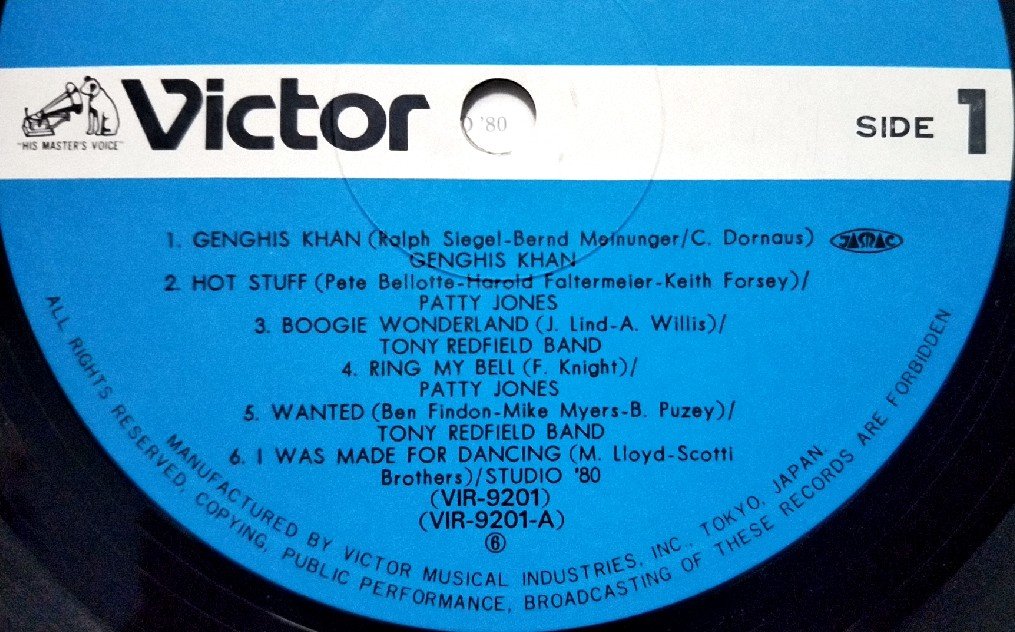 Victor
"HIS MASTER'S VOICE"
'80
SIDE 1
1. GENGHIS KHAN (Ralph Siegel-Bernd Meinunger/C. Dornaus) JASRAC
GENGHIS KHAN
2. HOT STUFF (Pete Bellotte-Harold Faltermeier-Keith Forsey)/
PATTY JONES
3. BOOGIE WONDERLAND (J. Lind-A. Willis)/
TONY REDFIELD BAND
4. RING MY BELL (F. Knight)/
PATTY JONES
5. WANTED (Ben Findon-Mike Myers-B. Puzey)/
TONY REDFIELD BAND
6. I WAS MADE FOR DANCING (M. Lloyd-Scotti
Brothers)/STUDIO '80
(VIR-9201)
(VIR-9201-A)
⑥
MANUFACTURED BY VICTOR MUSICAL INDUSTRIES, INC., TOKYO, JAPAN.
ALL RIGHTS RESERVED. COPYING, PUBLIC PERFORMANCE, BROADCASTING OF THESE RECORDS ARE FORBIDDEN